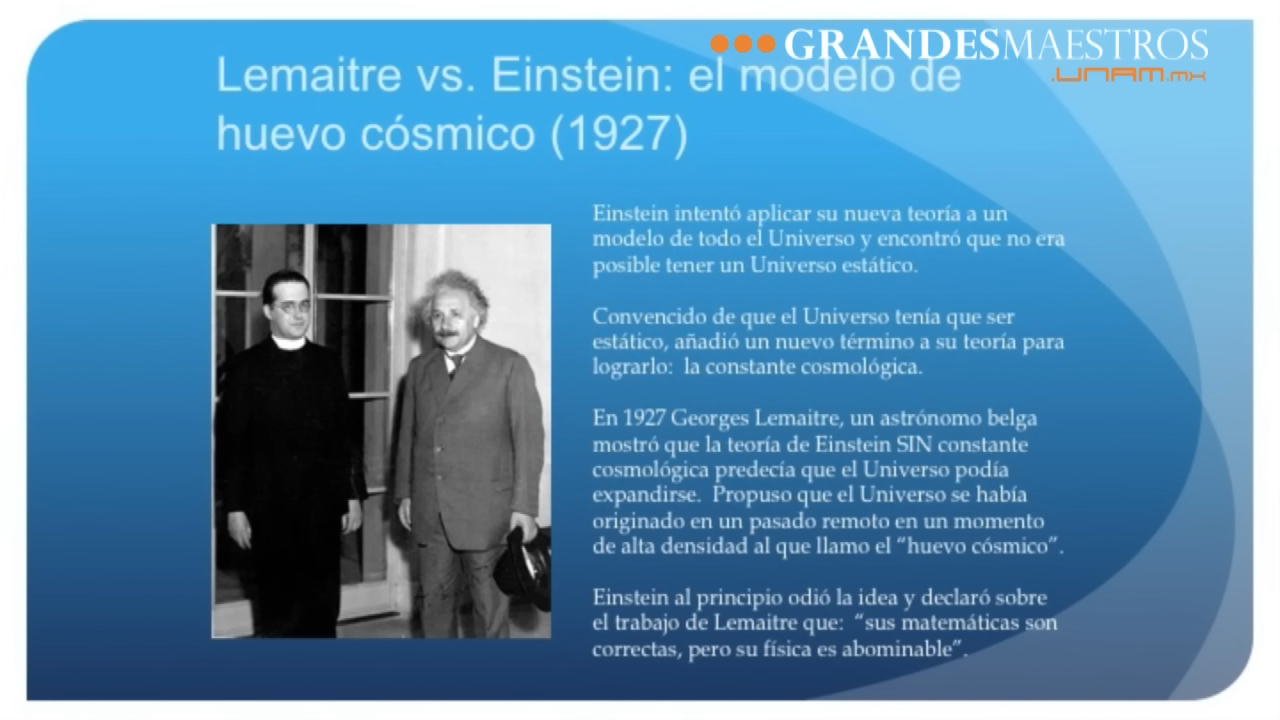 GRANDESMAESTROS
.UNAM.mx
Lemaitre vs. Einstein: el modelo de
huevo cósmico (1927)
Einstein intentó aplicar su nueva teoría a un
modelo de todo el Universo y encontró que no era
posible tener un Universo estático.
Convencido de que el Universo tenía que ser
estático, añadió un nuevo término a su teoría para
lograrlo: la constante cosmológica.
En 1927 Georges Lemaitre, un astrónomo belga
mostró que la teoría de Einstein SIN constante
cosmológica predecía que el Universo podía
expandirse. Propuso que el Universo se había
originado en un pasado remoto en un momento
de alta densidad al que llamo el “huevo cósmico”.
Einstein al principio odió la idea y declaró sobre
el trabajo de Lemaitre que: “sus matemáticas son
correctas, pero su física es abominable”.